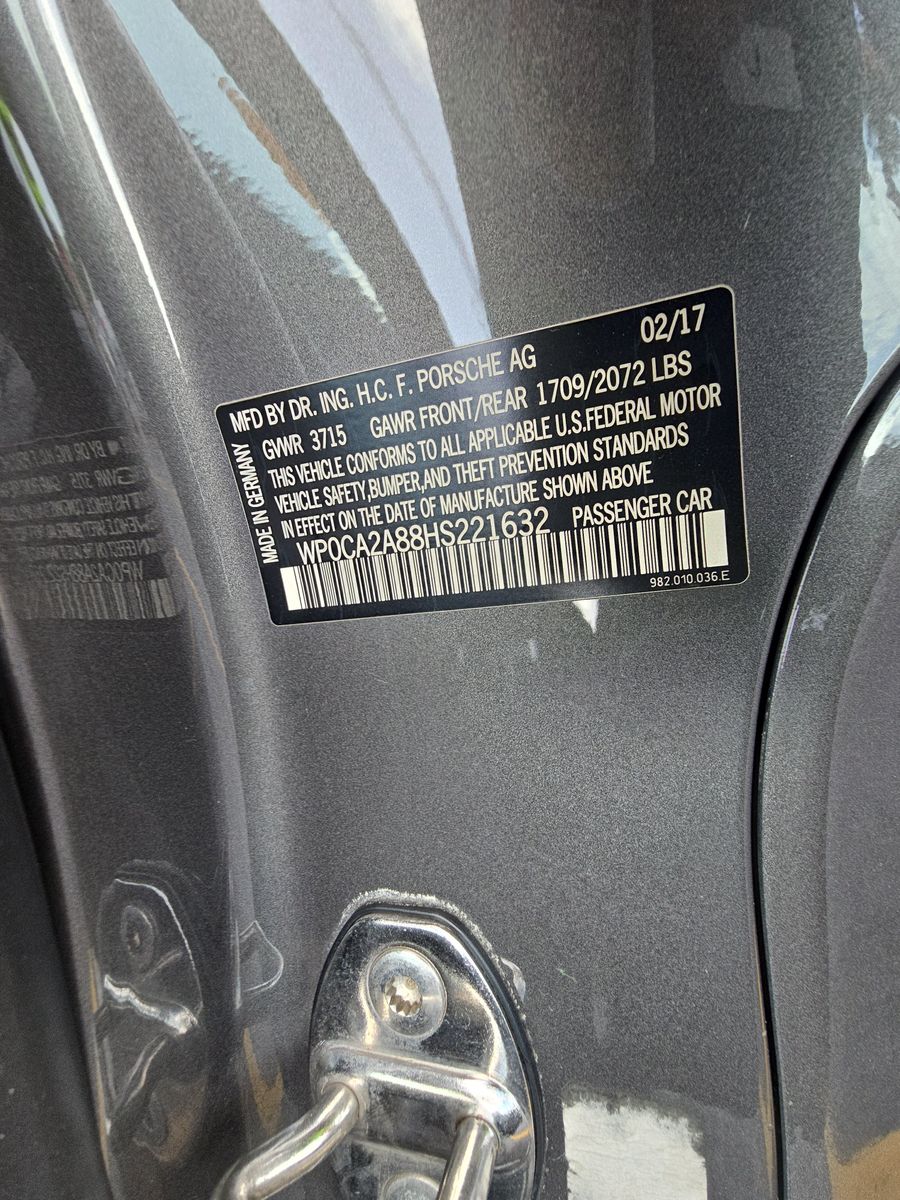 02/17
MFD BY DR. ING. H.C. F. PORSCHE AG
GVWR 3715 GAWR FRONT/REAR 1709/2072 LBS
THIS VEHICLE CONFORMS TO ALL APPLICABLE U.S.FEDERAL MOTOR
VEHICLE SAFETY,BUMPER,AND THEFT PREVENTION STANDARDS
IN EFFECT ON THE DATE OF MANUFACTURE SHOWN ABOVE
WP0CA2A88HS221632 PASSENGER CAR
982.010.036.E
MADE IN GERMANY